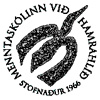 MENNTASKÓLINN VIÐ HAMRAHLÍÐ
STOFNAÐUR 1966